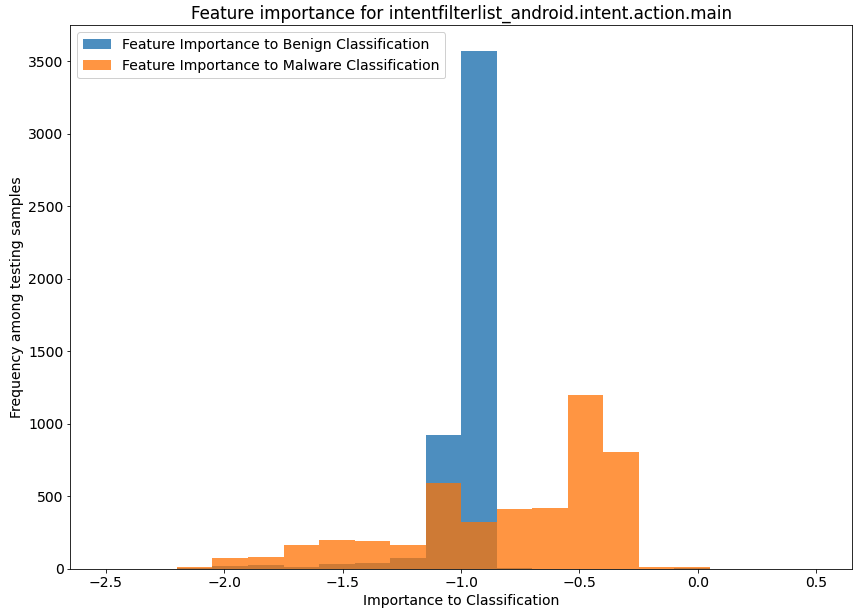 Feature importance for intentfilterlist_android.intent.action.main
Feature Importance to Benign Classification
Feature Importance to Malware Classification
Frequency among testing samples
3500
3000
2500
2000
1500
1000
500
0
−2.5 −2.0 −1.5 −1.0 −0.5 0.0 0.5
Importance to Classification